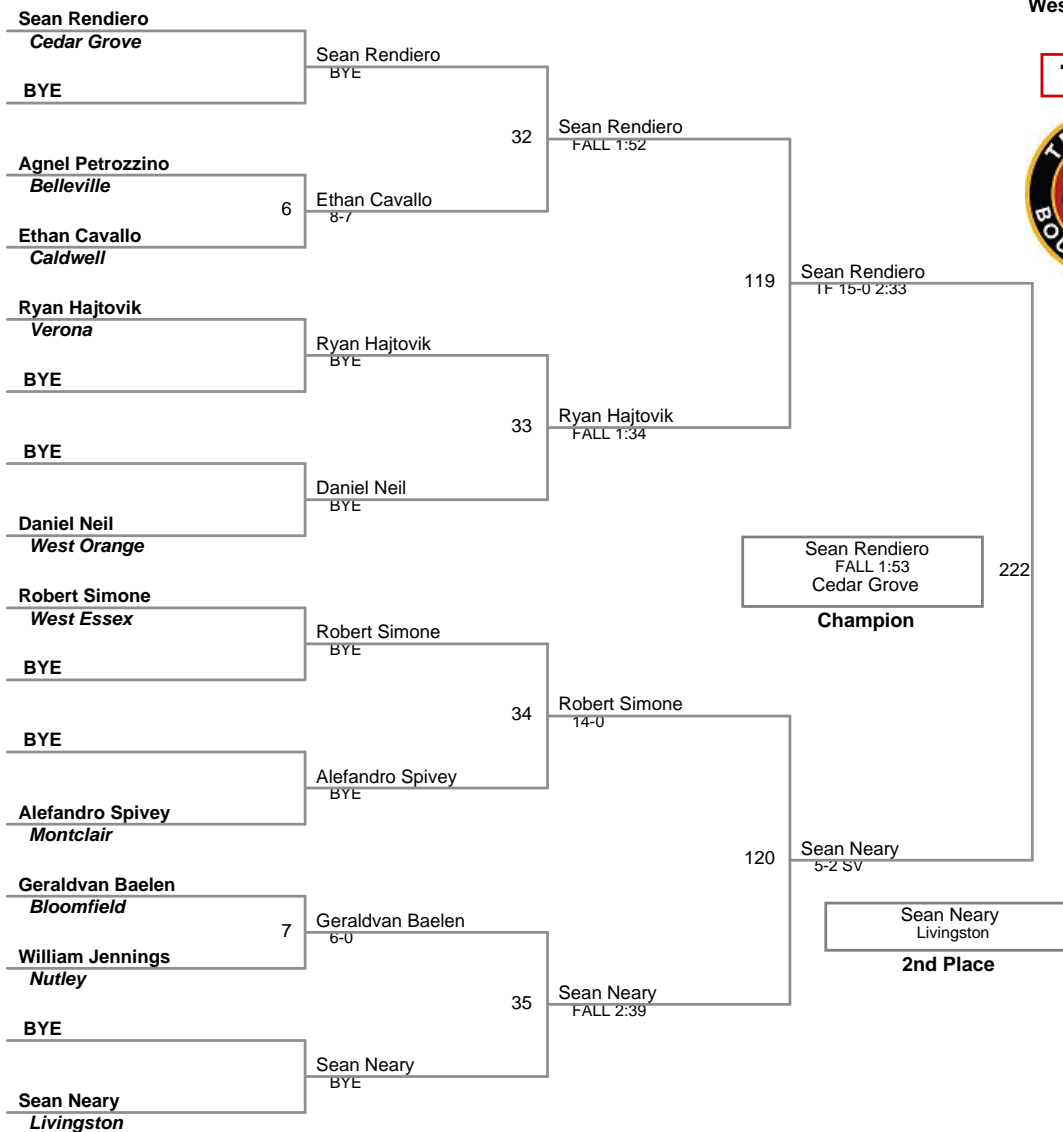 Sean Rendiero
Cedar Grove
BYE
Agnel Petrozzino
Belleville
6
Ethan Cavallo
Caldwell
Ryan Hajtovik
Verona
BYE
BYE
Daniel Neil
West Orange
Robert Simone
West Essex
BYE
BYE
Alefandro Spivey
Montclair
Geraldvan Baelen
Bloomfield
7
William Jennings
Nutley
BYE
Sean Neary
Livingston
Sean Rendiero
BYE
32
Ethan Cavallo
8-7
Ryan Hajtovik
BYE
33
Daniel Neil
BYE
Robert Simone
BYE
34
Alefandro Spivey
BYE
Geraldvan Baelen
6-0
35
Sean Neary
BYE
Sean Rendiero
FALL 1:52
119
Ryan Hajtovik
FALL 1:34
Robert Simone
14-0
120
Sean Neary
FALL 2:39
Sean Rendiero
TF 15-0 2:33
222
Sean Neary
5-2 SV
Sean Rendiero
FALL 1:53
Cedar Grove
Champion
Sean Neary
Livingston
2nd Place
Wes
BOU